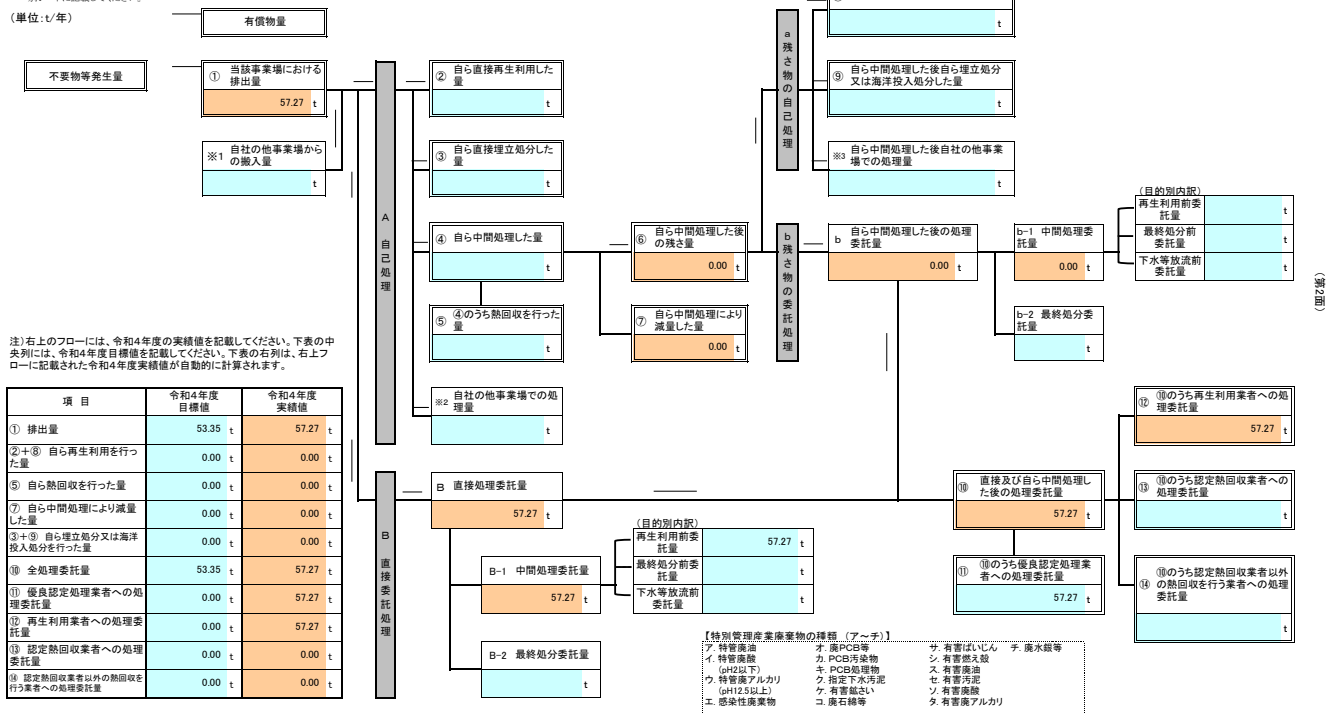 (単位:t/年)
有償物量
不要物等発生量
① 当該事業場における
排出量
57.27 t
※1 自社の他事業場から
の搬入量
t
A 自己処理
② 自ら直接再生利用した
量
t
③ 自ら直接埋立処分した
量
t
④ 自ら中間処理した量
t
⑤ ④のうち熱回収を行った
量
t
※2 自社の他事業場での処
理量
t
⑥ 自ら中間処理した後
の残さ量
0.00 t
⑦ 自ら中間処理により
減量した量
0.00 t
a 残さ物の自己処理
t
⑨ 自ら中間処理した後自ら埋立処分
又は海洋投入処分した量
t
※3 自ら中間処理した後自社の他事業
場での処理量
t
b 残さ物の委託処理
b 自ら中間処理した後の処理
委託量
0.00 t
b-1 中間処理委
託量
0.00 t
b-2 最終処分委
託量
t
(目的別内訳)
再生利用前委
託量 t
最終処分前
委託量 t
下水等放流前
委託量 t
(第2面)
注)右上のフローには、令和4年度の実績値を記載してください。下表の中
央列には、令和4年度目標値を記載してください。下表の右列は、右上フ
ローに記載された令和4年度実績値が自動的に計算されます。
項 目 令和4年度 令和4年度
目標値 実績値
① 排出量 53.35 t 57.27 t
②+⑧ 自ら再生利用を行っ
た量 0.00 t 0.00 t
⑤ 自ら熱回収を行った量 0.00 t 0.00 t
⑦ 自ら中間処理により減量
した量 0.00 t 0.00 t
③+⑨ 自ら埋立処分又は海洋
投入処分を行った量 0.00 t 0.00 t
⑩ 全処理委託量 53.35 t 57.27 t
⑪ 優良認定処理業者への処
理委託量 0.00 t 57.27 t
⑫ 再生利用業者への処理委
託量 0.00 t 57.27 t
⑬ 認定熱回収業者への処理
委託量 0.00 t 0.00 t
⑭ 認定熱回収業者以外の熱回収を
行う業者への処理委託量 0.00 t 0.00 t
B 直接委託処理
B 直接処理委託量
57.27 t
B-1 中間処理委託量
57.27 t
B-2 最終処分委託量
t
(目的別内訳)
再生利用前委
託量 57.27 t
最終処分前委
託量 t
下水等放流前
委託量 t
⑩ 直接及び自ら中間処理し
た後の処理委託量
57.27 t
⑪ ⑩のうち優良認定処理業
者への処理委託量
57.27 t
⑫ ⑩のうち再生利用業者への処
理委託量
57.27 t
⑬ ⑩のうち認定熱回収業者への
処理委託量
t
⑭ ⑩のうち認定熱回収業者以外
の熱回収を行う業者への処理
委託量
t
【特別管理産業廃棄物の種類 (ア~チ)】
ア. 特管廃油 オ. 廃PCB等 サ. 有害ばいじん チ. 廃水銀等
イ. 特管廃酸 カ. PCB汚染物 シ. 有害燃え殻
(pH2以下) キ. PCB処理物 ス. 有害廃油
ウ. 特管廃アルカリ ク. 指定下水汚泥 セ. 有害汚泥
(pH12.5以上) ケ. 有害鉱さい ソ. 有害廃酸
エ. 感染性廃棄物 コ. 廃石綿等 タ. 有害廃アルカリ